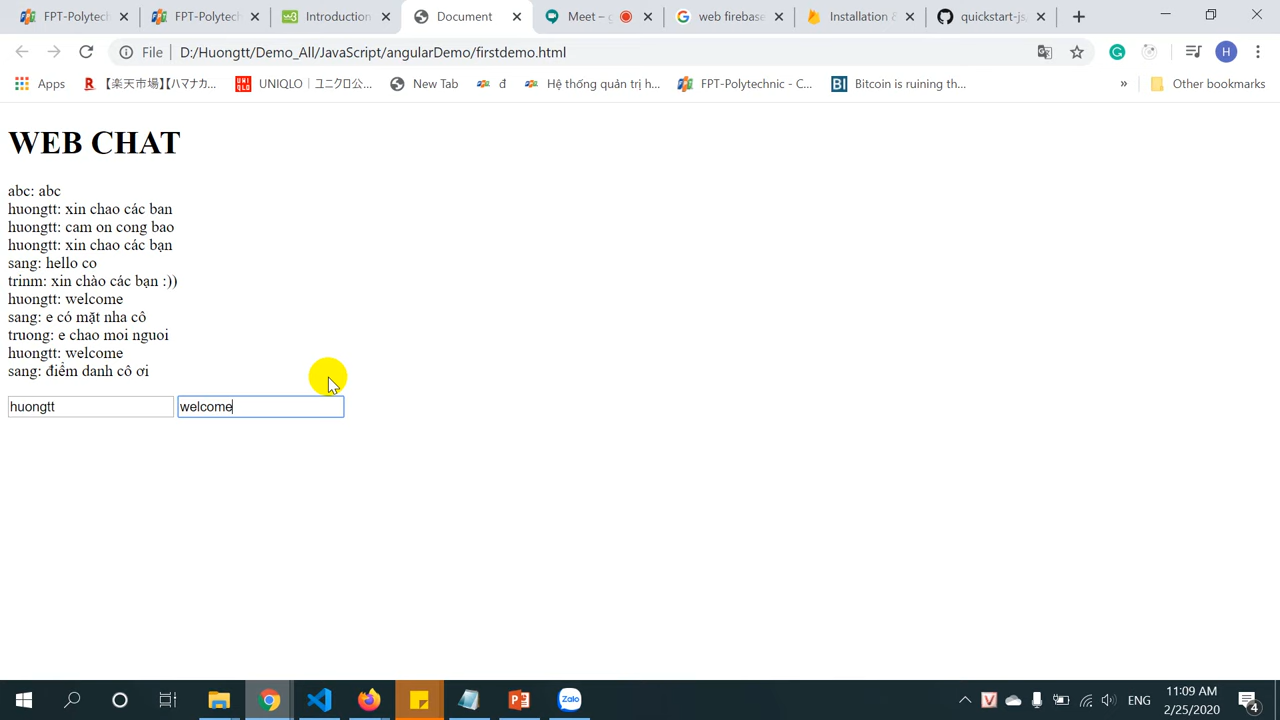 FPT-Polytec
FPT-Polytech
w3
Introduction
Document
Meet – g
web firebase
Installation &
quickstart-js,
File
D:/Huongtt/Demo_All/JavaScript/angularDemo/firstdemo.html
H
Apps
R
【楽天市場】【ハマナカ...
UNIQLO｜ユニクロ公...
New Tab
đ
Hệ thống quản trị h...
FPT-Polytechnic - C...
BI
Bitcoin is ruining th...
»
Other bookmarks
WEB CHAT
abc: abc
huongtt: xin chao các ban
huongtt: cam on cong bao
huongtt: xin chao các bạn
sang: hello co
trinm: xin chào các bạn :))
huongtt: welcome
sang: e có mặt nha cô
truong: e chao moi nguoi
huongtt: welcome
sang: điểm danh cô ơi
huongtt
welcome
Zalo
V
ENG
11:09 AM
2/25/2020
4